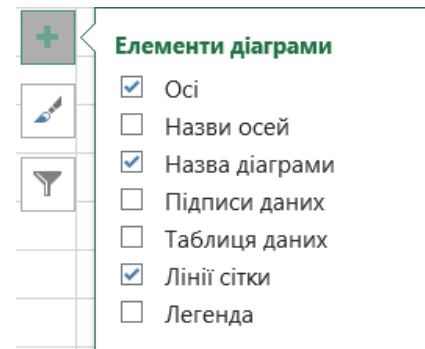 Елементи діаграми
Осі
Назви осей
Назва діаграми
Підписи даних
Таблиця даних
Лінії сітки
Легенда